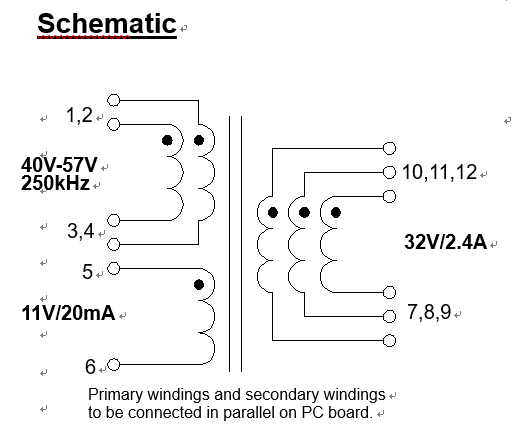 Schematic
1,2
40V-57V
250kHz
3,4
5
11V/20mA
6
10,11,12
32V/2.4A
7,8,9
Primary windings and secondary windings
to be connected in parallel on PC board.